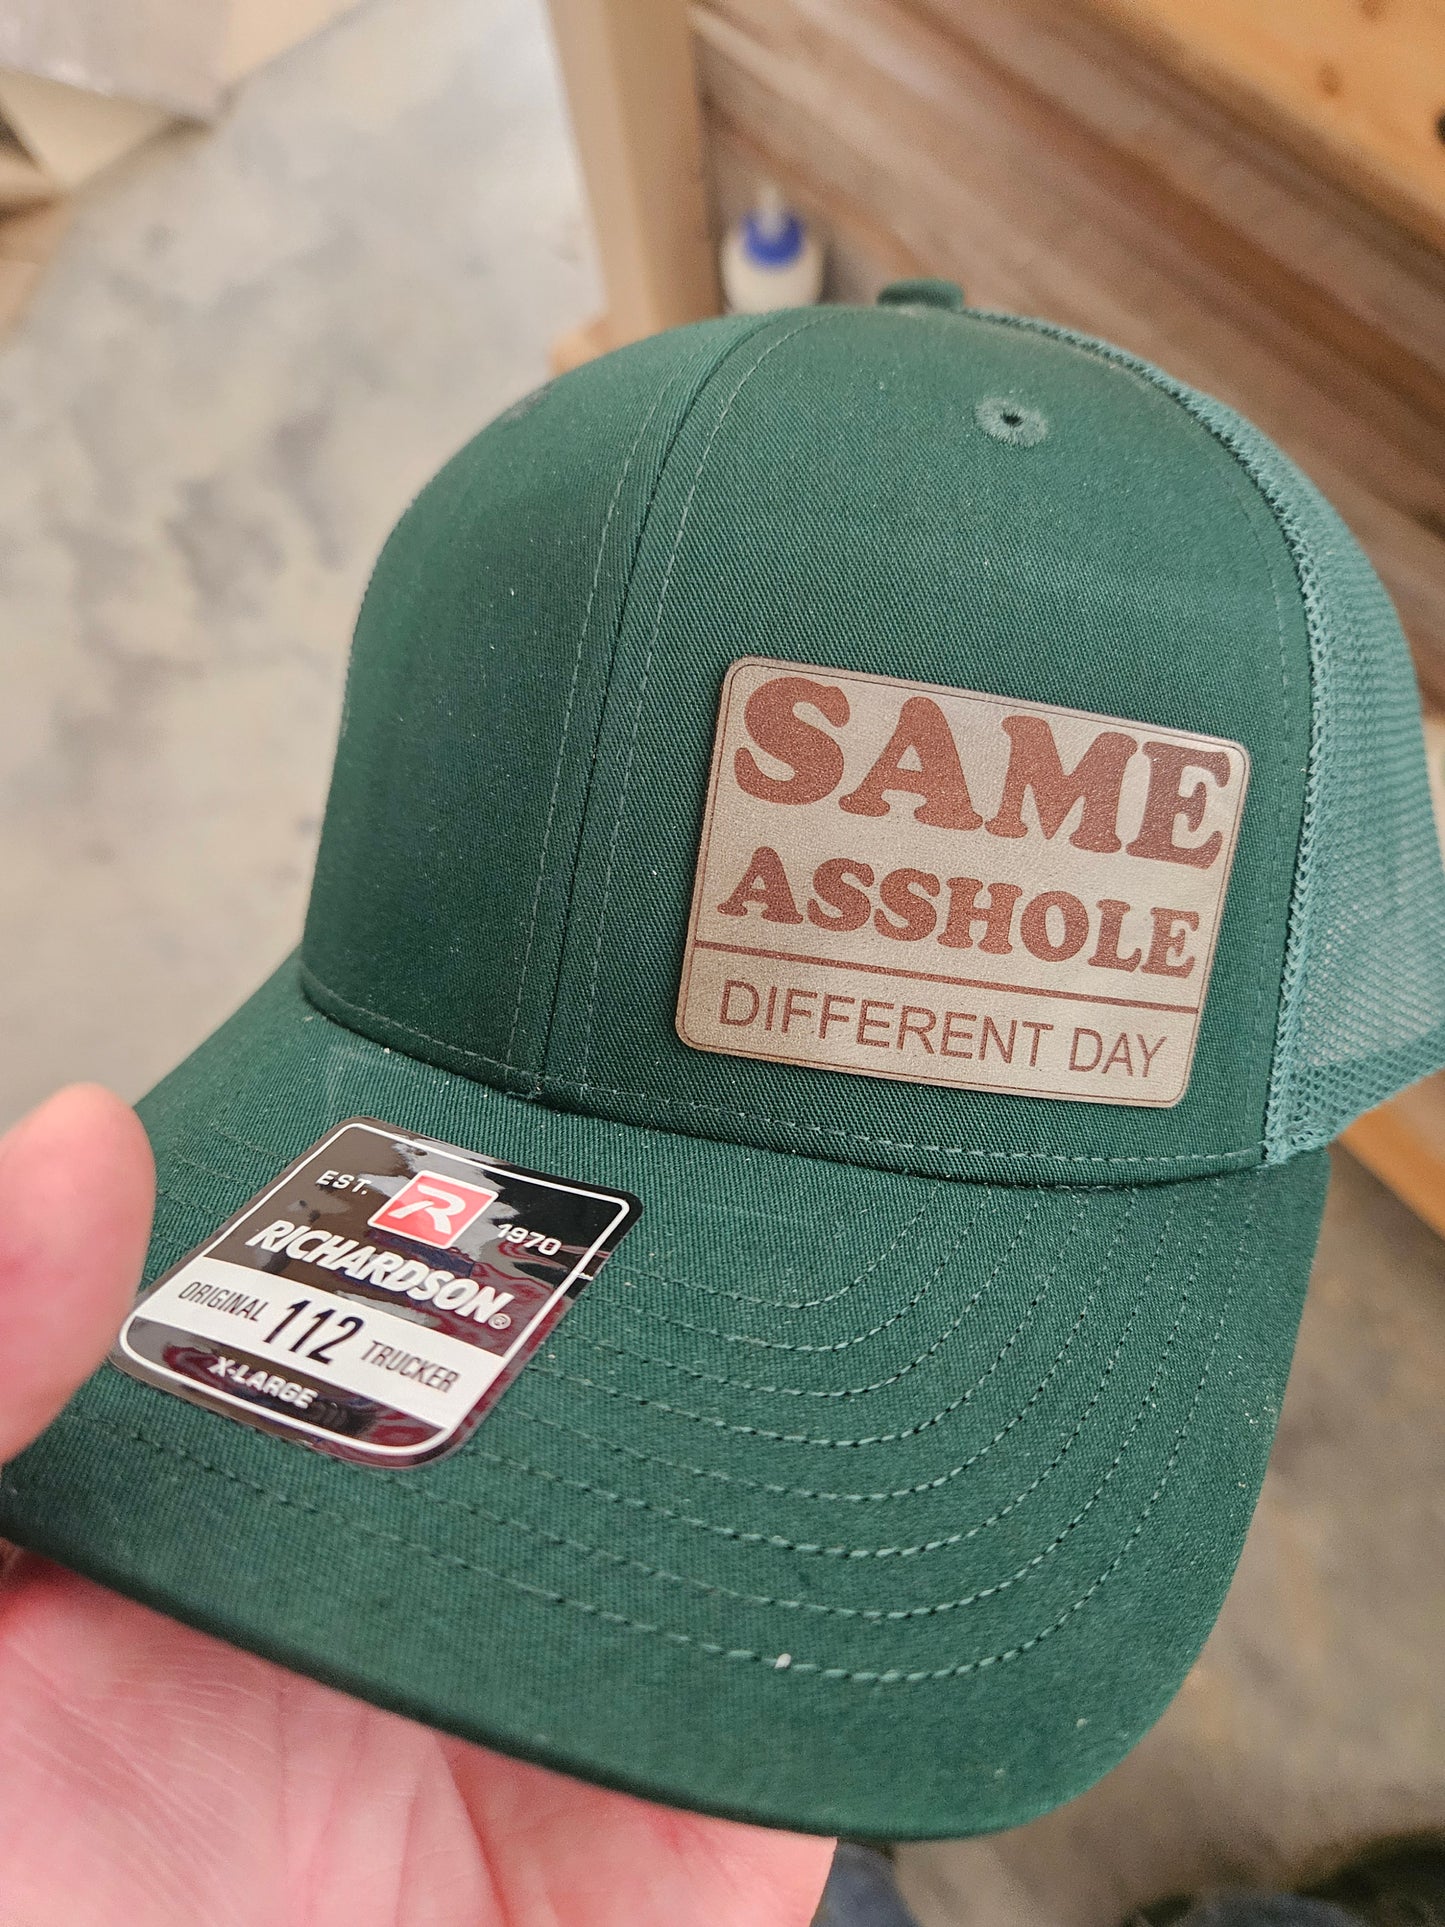 SAME
ASSHOLE
DIFFERENT DAY
EST. R 1970
RICHARDSON®
ORIGINAL 112 TRUCKER
X-LARGE